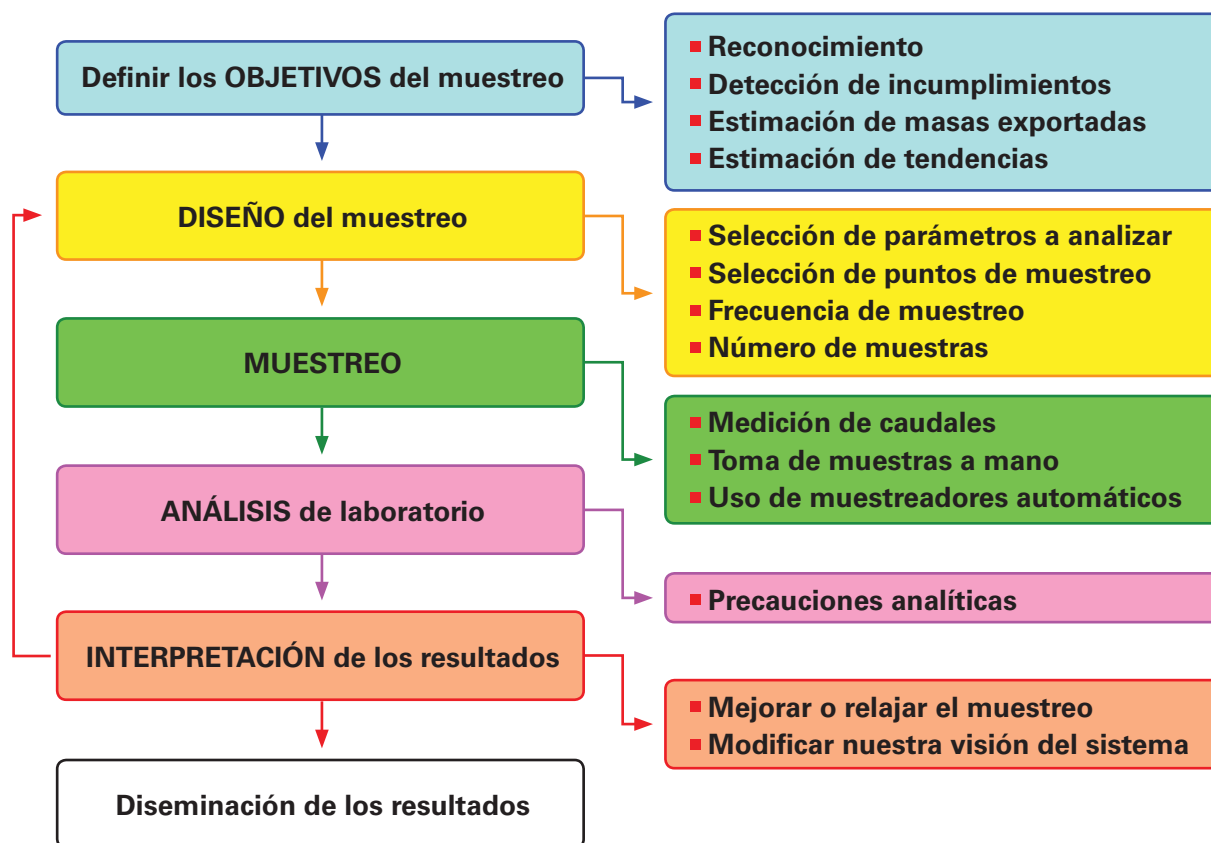 Definir los OBJETIVOS del muestreo
Reconocimiento
Detección de incumplimientos
Estimación de masas exportadas
Estimación de tendencias
DISEÑO del muestreo
Selección de parámetros a analizar
Selección de puntos de muestreo
Frecuencia de muestreo
Número de muestras
MUESTREO
Medición de caudales
Toma de muestras a mano
Uso de muestreadores automáticos
ANÁLISIS de laboratorio
Precauciones analíticas
INTERPRETACIÓN de los resultados
Mejorar o relajar el muestreo
Modificar nuestra visión del sistema
Diseminación de los resultados